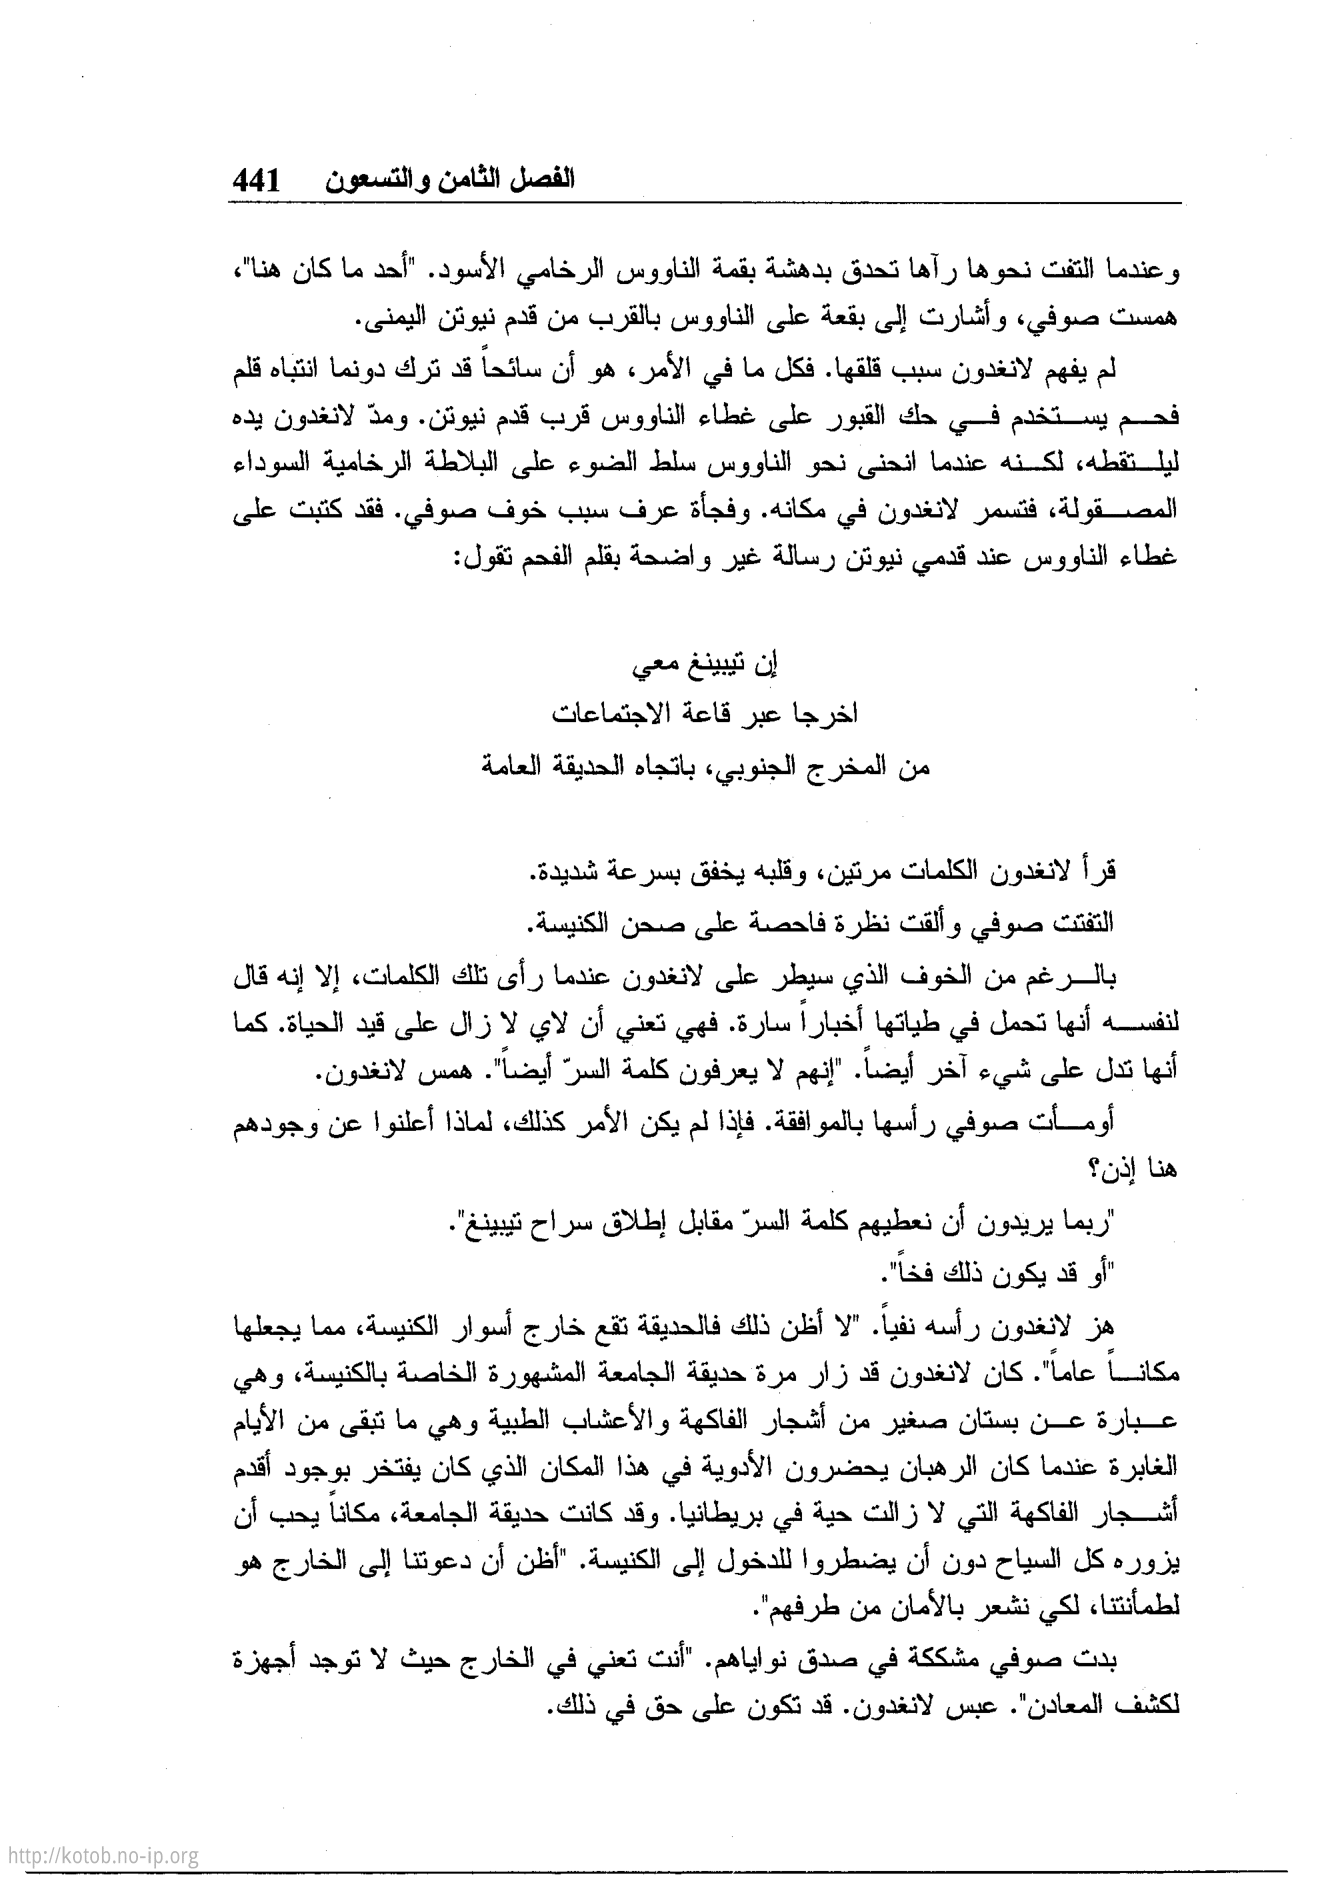 الفصل الثامن والتسعون 441
وعندما التفت نحوها رآها تحدق بدهشة بقمة الناووس الرخامي الأسود. "أحد ما كان هنا"،
همست صوفي، وأشارت إلى بقعة على الناووس بالقرب من قدم نيوتن اليمنى.
لم يفهم لانغدون سبب قلقها. فكل ما في الأمر، هو أن سائحاً قد ترك دونما انتباه قلم
فحم يستخدم في حك القبور على غطاء الناووس قرب قدم نيوتن. ومدّ لانغدون يده
ليلتقطه، لكنه عندما انحنى نحو الناووس سلط الضوء على البلاطة الرخامية السوداء
المصقولة، فتسمر لانغدون في مكانه. وفجأة عرف سبب خوف صوفي. فقد كتبت على
غطاء الناووس عند قدمي نيوتن رسالة غير واضحة بقلم الفحم تقول:
إن تيبينغ معي
اخرجا عبر قاعة الاجتماعات
من المخرج الجنوبي، باتجاه الحديقة العامة
قرأ لانغدون الكلمات مرتين، وقلبه يخفق بسرعة شديدة.
التفتت صوفي وألقت نظرة فاحصة على صحن الكنيسة.
بالرغم من الخوف الذي سيطر على لانغدون عندما رأى تلك الكلمات، إلا إنه قال
لنفسه أنها تحمل في طياتها أخباراً سارة. فهي تعني أن لاي لا زال على قيد الحياة. كما
أنها تدل على شيء آخر أيضاً. "إنهم لا يعرفون كلمة السرّ أيضاً". همس لانغدون.
أومأت صوفي رأسها بالموافقة. فإذا لم يكن الأمر كذلك، لماذا أعلنوا عن وجودهم
هنا إذن؟
"ربما يريدون أن نعطيهم كلمة السرّ مقابل إطلاق سراح تيبينغ".
"أو قد يكون ذلك فخاً".
هز لانغدون رأسه نفياً. "لا أظن ذلك فالحديقة تقع خارج أسوار الكنيسة، مما يجعلها
مكاناً عاماً". كان لانغدون قد زار مرة حديقة الجامعة المشهورة الخاصة بالكنيسة، وهي
عبارة عن بستان صغير من أشجار الفاكهة والأعشاب الطبية وهي ما تبقى من الأيام
الغابرة عندما كان الرهبان يحضرون الأدوية في هذا المكان الذي كان يفتخر بوجود أقدم
أشجار الفاكهة التي لا زالت حية في بريطانيا. وقد كانت حديقة الجامعة، مكاناً يحب أن
يزوره كل السياح دون أن يضطروا للدخول إلى الكنيسة. "أظن أن دعوتنا إلى الخارج هو
لطمأنتنا، لكي نشعر بالأمان من طرفهم".
بدت صوفي مشككة في صدق نواياهم. "أنت تعني في الخارج حيث لا توجد أجهزة
لكشف المعادن". عبس لانغدون. قد تكون على حق في ذلك.
http://kotob.no-ip.org